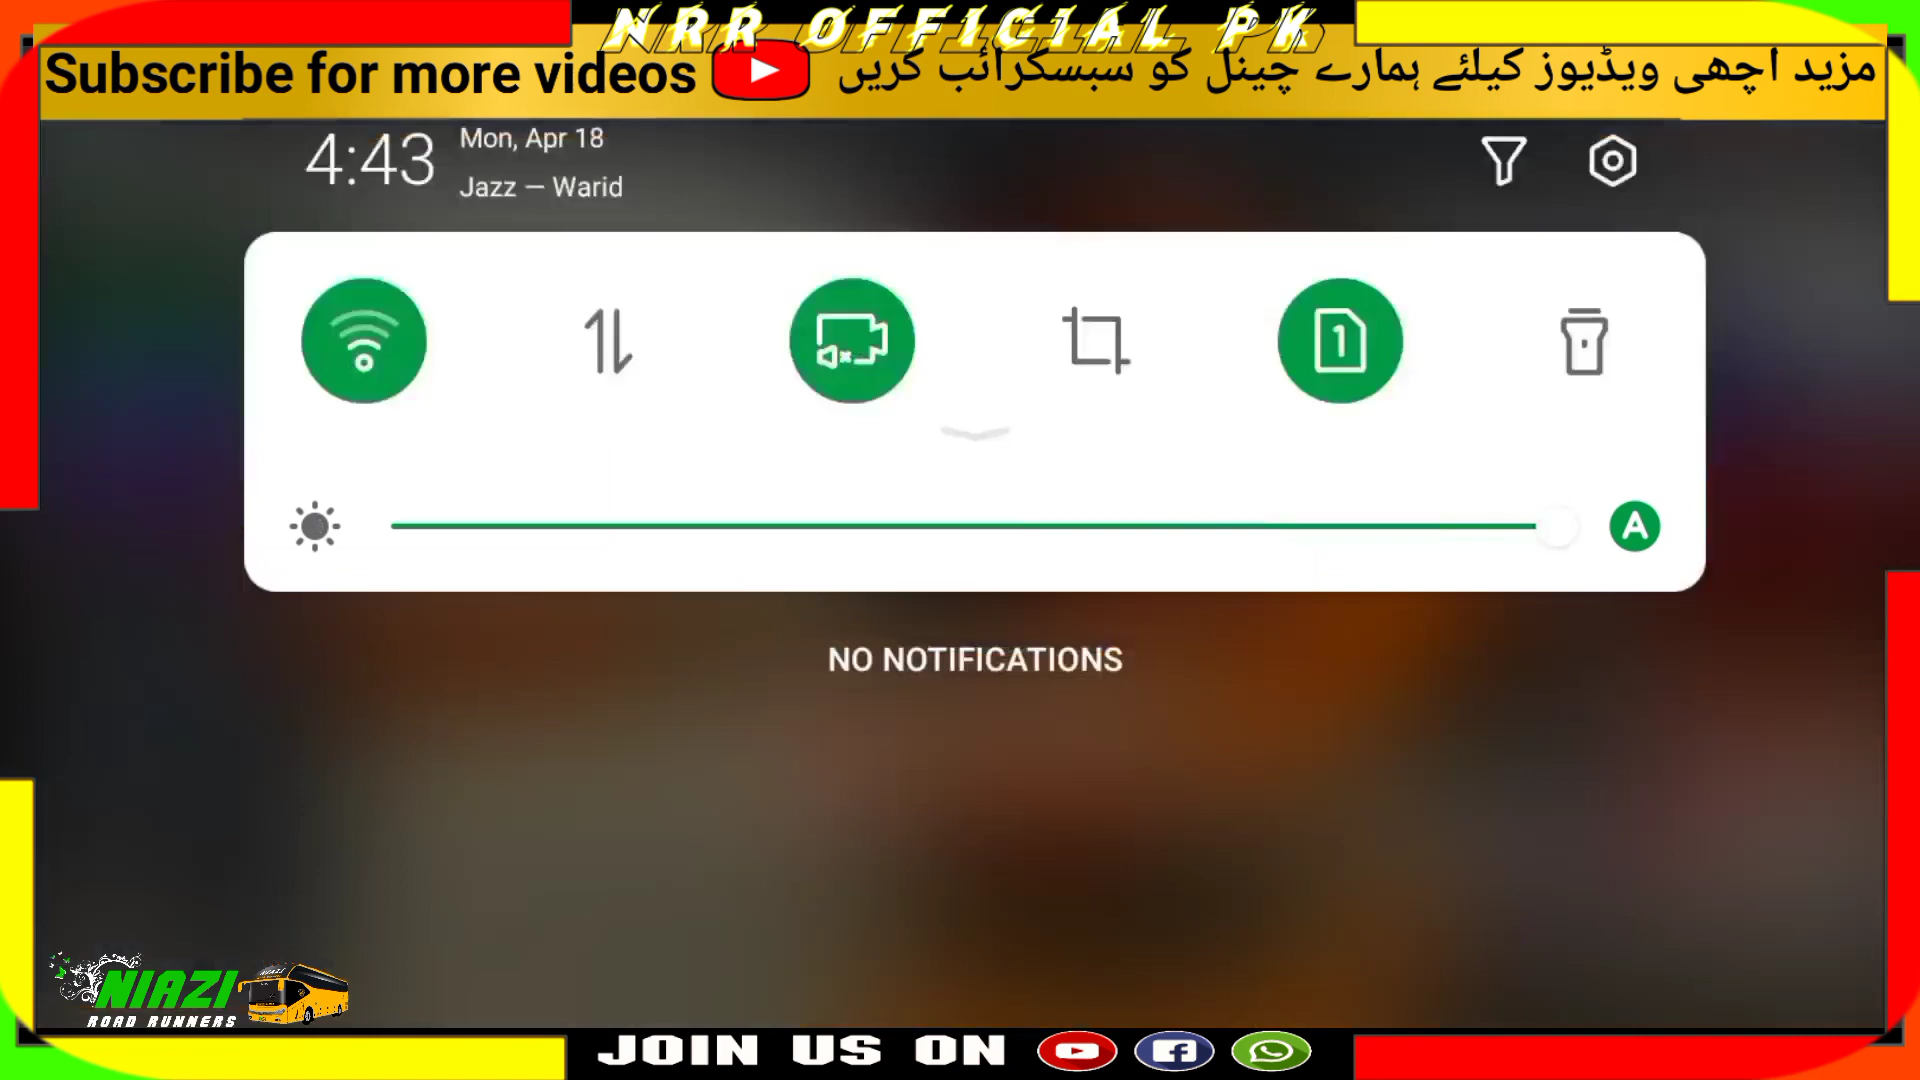 NRR OFFICIAL PK
Subscribe for more videos
مزید اچھی ویڈیوز کیلئے ہمارے چینل کو سبسکرائب کریں
4:43
Mon, Apr 18
Jazz — Warid
1
A
NO NOTIFICATIONS
NIAZI
ROAD RUNNERS
JOIN US ON